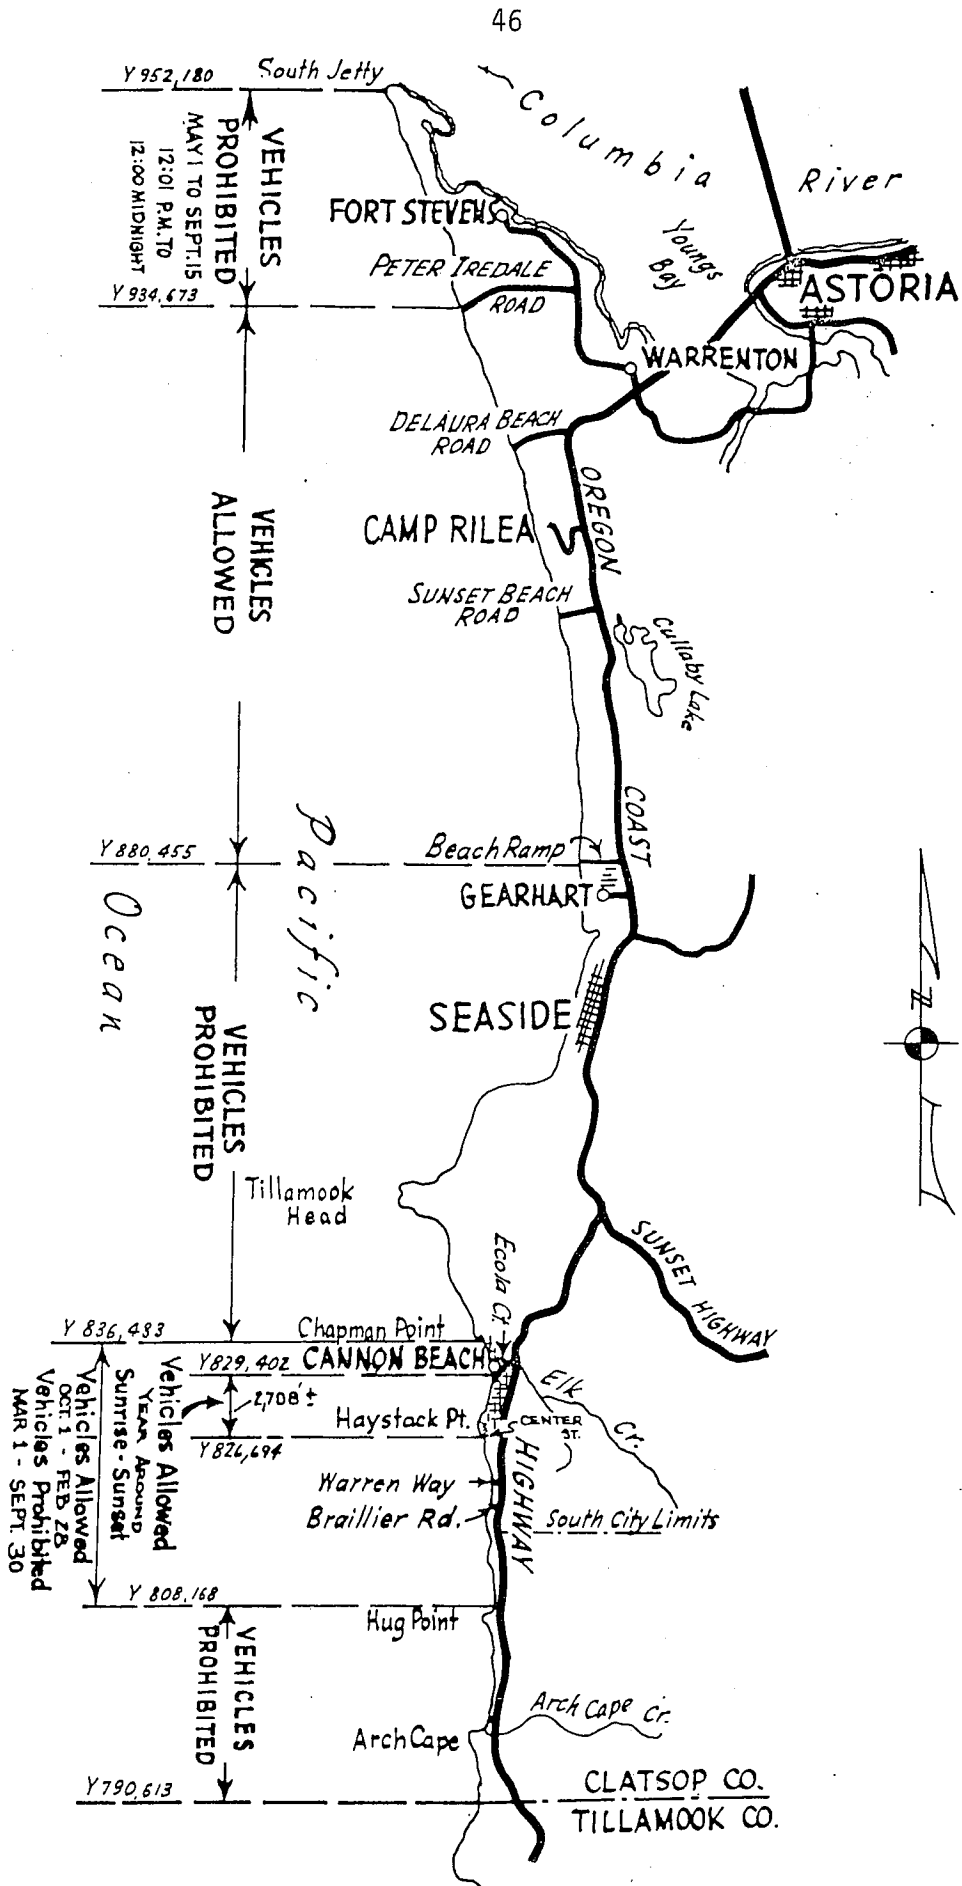 46
Y 952,180
South Jetty
Columbia
River
VEHICLES
PROHIBITED
MAY 1 TO SEPT. 15
12:01 P.M. TO
12:00 MIDNIGHT
FORT STEVENS
Youngs
Bay
PETER IREDALE
ROAD
ASTORIA
Y 934,673
WARRENTON
DELAURA BEACH
ROAD
OREGON
VEHICLES
ALLOWED
CAMP RILEA
SUNSET BEACH
ROAD
Cullaby Lake
COAST
Y 880,455
Beach Ramp
GEARHART
Pacific
Ocean
N
SEASIDE
VEHICLES
PROHIBITED
Tillamook
Head
SUNSET HIGHWAY
Ecola Cr.
Y 836,483
Chapman Point
Y 829,402
CANNON BEACH
Elk
Cr.
2,708'±
Haystack Pt.
CENTER
ST.
Y 826,694
HIGHWAY
Vehicles Allowed
YEAR AROUND
Sunrise - Sunset
Vehicles Allowed
OCT. 1 - FEB 28
Vehicles Prohibited
MAR 1 - SEPT. 30
Warren Way
Braillier Rd.
South City Limits
Y 808,168
Hug Point
VEHICLES
PROHIBITED
Arch Cape Cr.
Arch Cape
Y 790,613
CLATSOP CO.
TILLAMOOK CO.